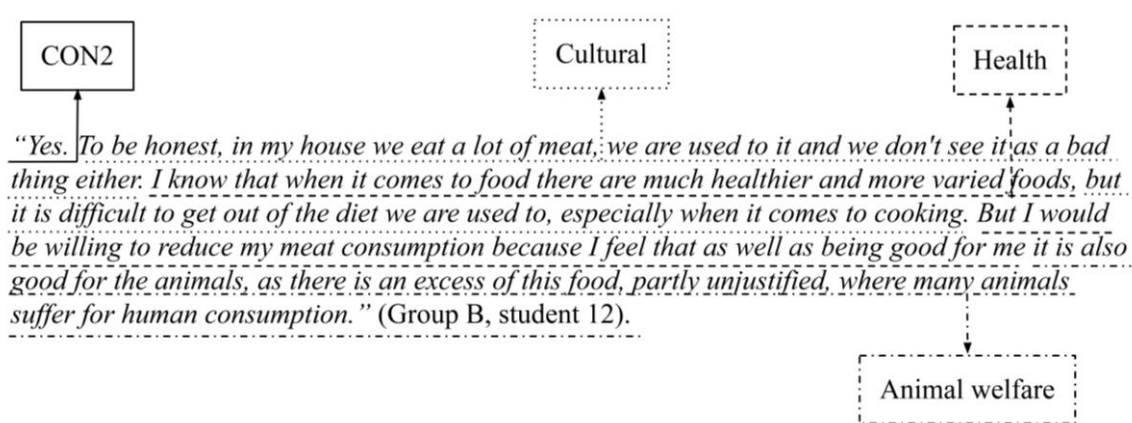 CON2
Cultural
Health
“Yes. To be honest, in my house we eat a lot of meat, we are used to it and we don't see it as a bad
thing either. I know that when it comes to food there are much healthier and more varied foods, but
it is difficult to get out of the diet we are used to, especially when it comes to cooking. But I would
be willing to reduce my meat consumption because I feel that as well as being good for me it is also
good for the animals, as there is an excess of this food, partly unjustified, where many animals
suffer for human consumption.” (Group B, student 12).
Animal welfare